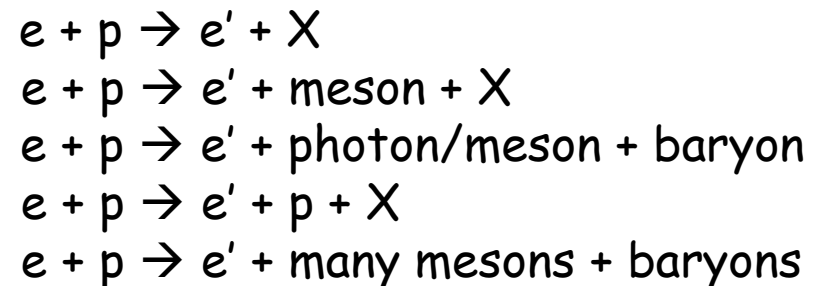 e + p → e’ + X
e + p → e’ + meson + X
e + p → e’ + photon/meson + baryon
e + p → e’ + p + X
e + p → e’ + many mesons + baryons